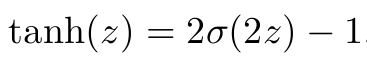 tanh(z) = 2σ(2z) − 1.